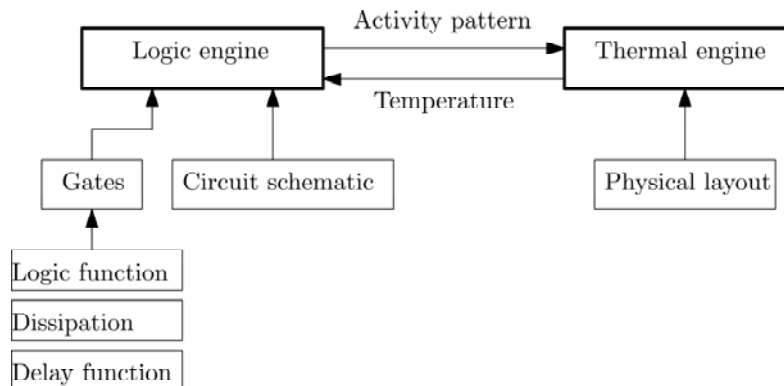 Activity pattern
Logic engine
Thermal engine
Temperature
Gates
Circuit schematic
Physical layout
Logic function
Dissipation
Delay function